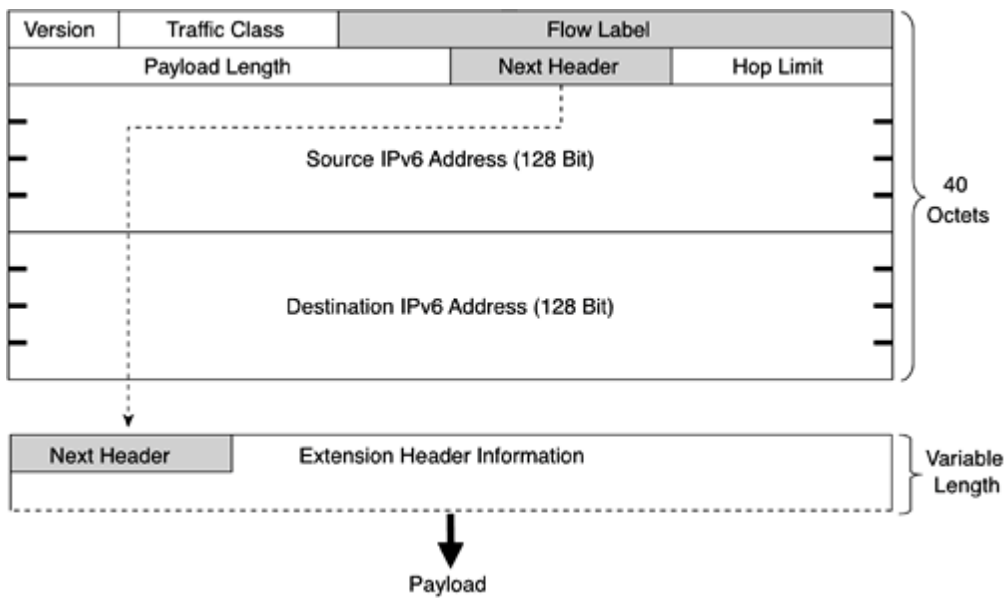 Version Traffic Class Flow Label
Payload Length Next Header Hop Limit
Source IPv6 Address (128 Bit)
40
Octets
Destination IPv6 Address (128 Bit)
Next Header Extension Header Information
Variable
Length
Payload